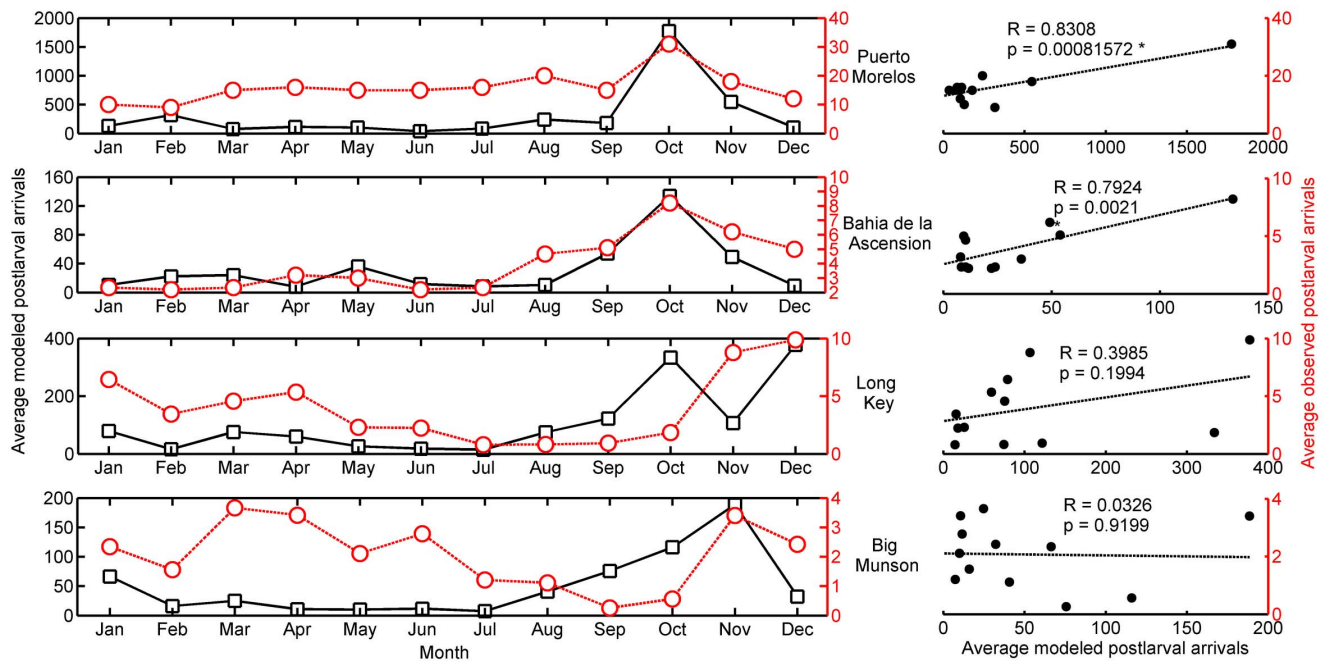 Average modeled postlarval arrivals
2000
1500
1000
500
0
40
30
20
10
0
Jan Feb Mar Apr May Jun Jul Aug Sep Oct Nov Dec
Puerto
Morelos
R = 0.8308
p = 0.00081572 *
40
20
0
0 500 1000 1500 2000
160
120
80
40
0
10
9
8
7
6
5
4
3
2
Jan Feb Mar Apr May Jun Jul Aug Sep Oct Nov Dec
Bahia de la
Ascension
R = 0.7924
p = 0.0021
*
10
5
0
0 50 100 150
400
200
0
10
5
0
Jan Feb Mar Apr May Jun Jul Aug Sep Oct Nov Dec
Long
Key
R = 0.3985
p = 0.1994
10
5
0
0 100 200 300 400
200
150
100
50
0
4
3
2
1
0
Jan Feb Mar Apr May Jun Jul Aug Sep Oct Nov Dec
Month
Big
Munson
R = 0.0326
p = 0.9199
4
2
0
0 50 100 150 200
Average modeled postlarval arrivals
Average observed postlarval arrivals